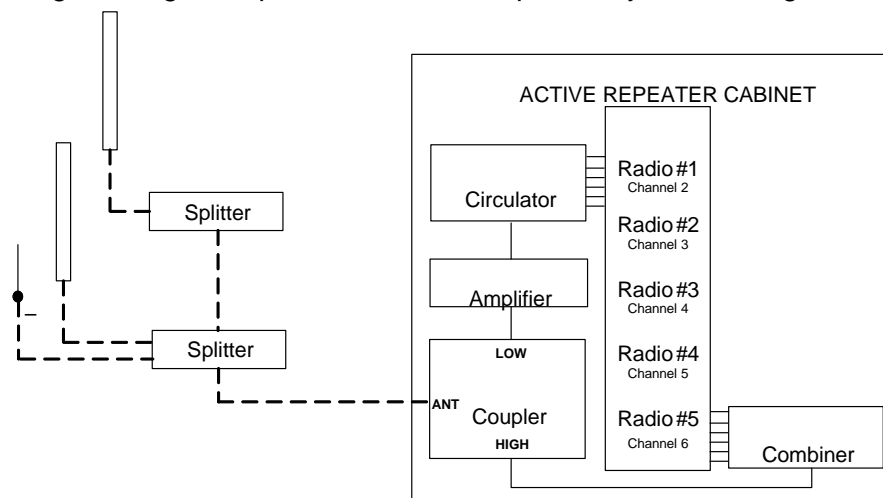 ACTIVE REPEATER CABINET
Splitter
Splitter
Circulator
Amplifier
LOW
ANT
Coupler
HIGH
Radio #1
Channel 2
Radio #2
Channel 3
Radio #3
Channel 4
Radio #4
Channel 5
Radio #5
Channel 6
Combiner